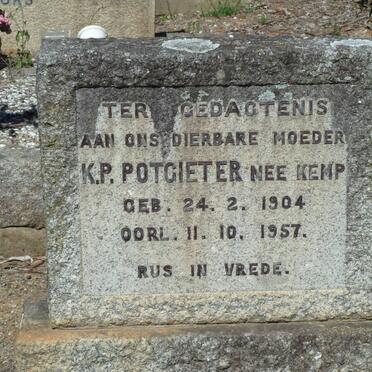 TER GEDAGTENIS
AAN ONS DIERBARE MOEDER
K.P. POTGIETER NEE KEMP
GEB. 24. 2. 1904
OORL. 11. 10. 1957.
RUS IN VREDE.